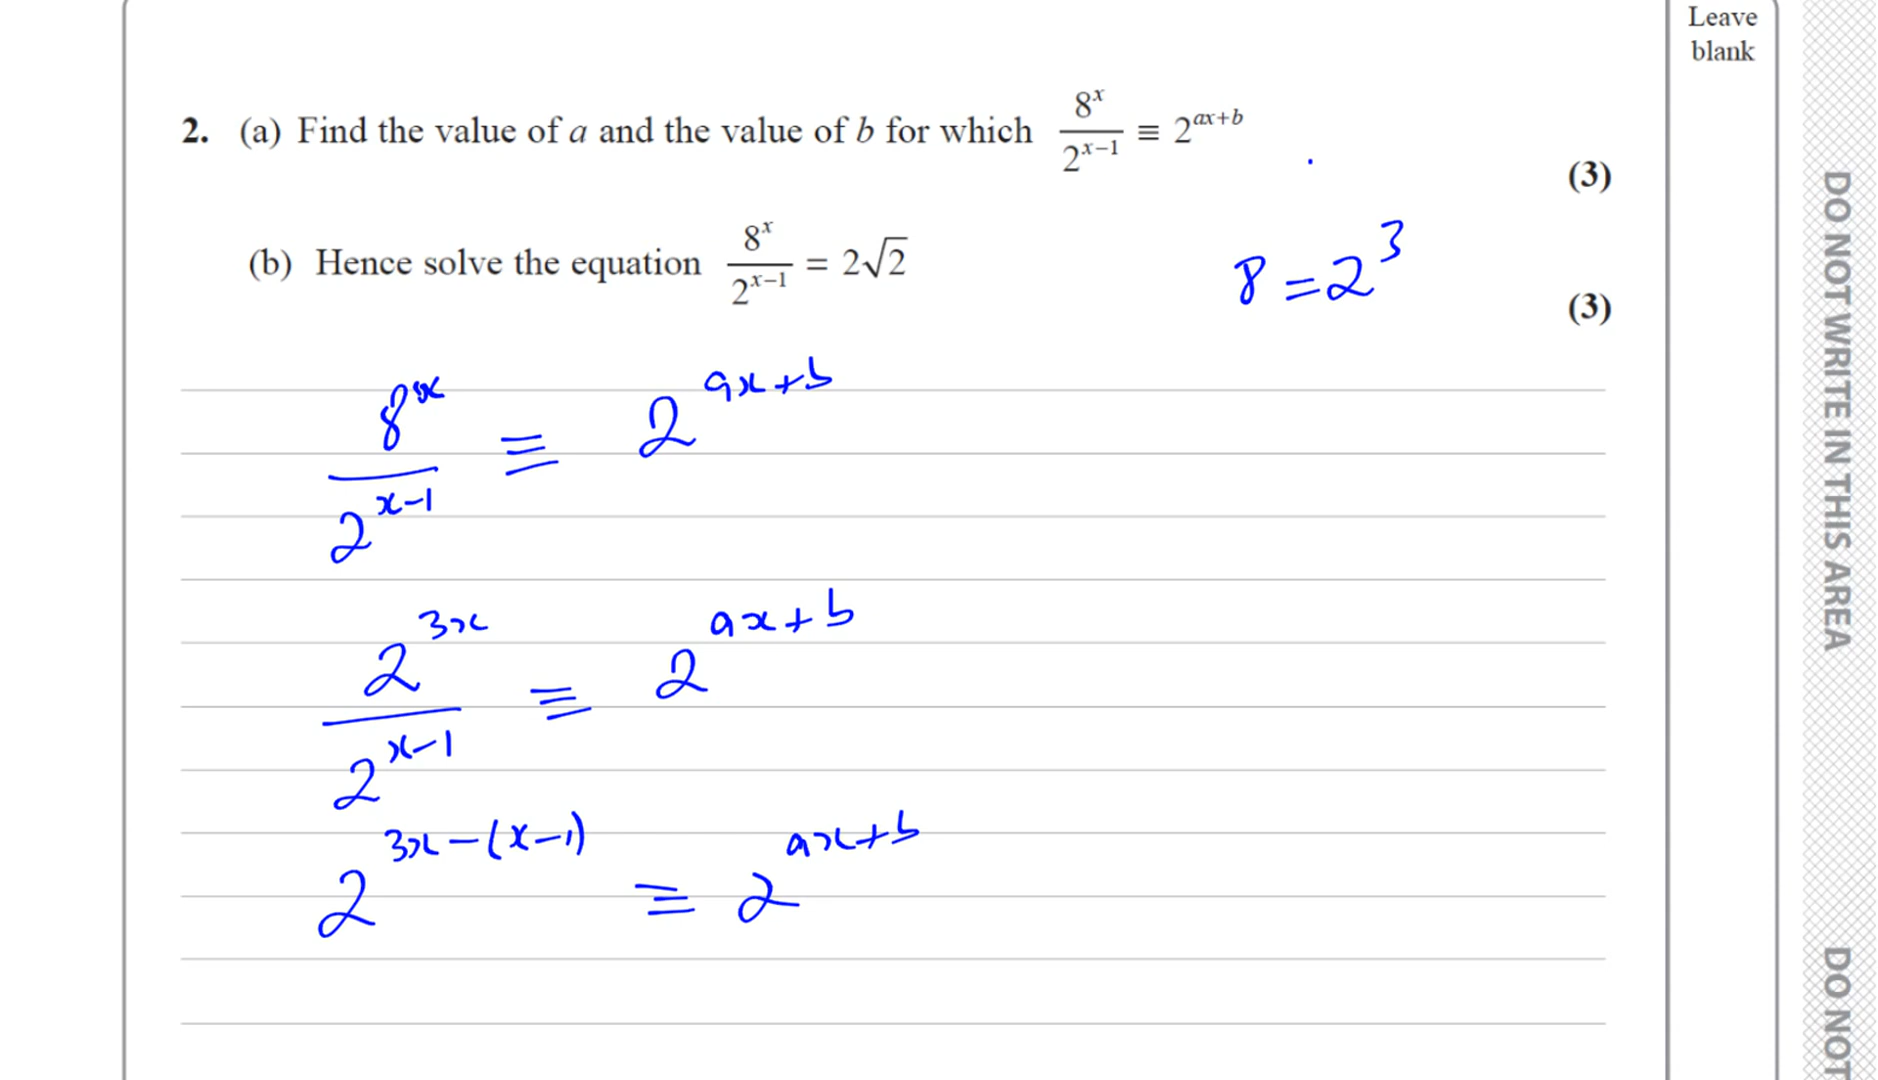 Leave
blank
2. (a) Find the value of a and the value of b for which 8^x / 2^(x−1) ≡ 2^(ax+b)
(3)
(b) Hence solve the equation 8^x / 2^(x−1) = 2√2
(3)
8 = 2^3
8^x / 2^(x−1) ≡ 2^(ax+b)
2^(3x) / 2^(x−1) ≡ 2^(ax+b)
2^(3x−(x−1)) ≡ 2^(ax+b)
DO NOT WRITE IN THIS AREA
DO NOT